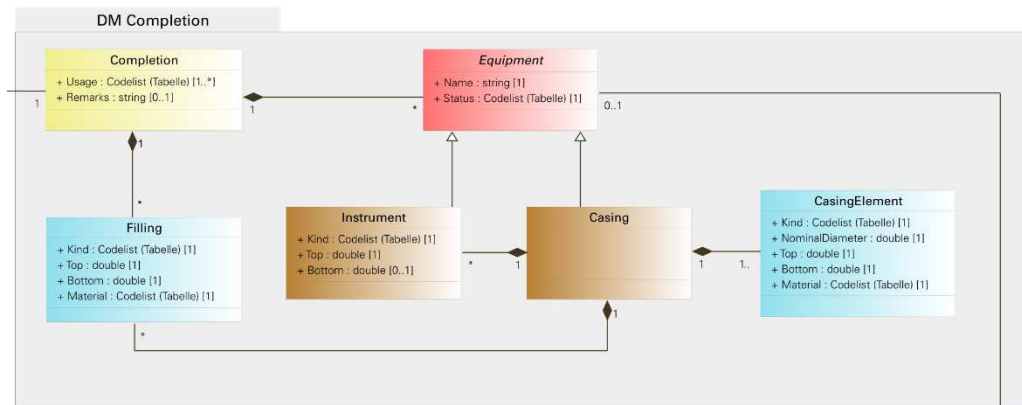 DM Completion
Completion
+ Usage : Codelist (Tabelle) [1..*]
+ Remarks : string [0..1]
1
1
*
Equipment
+ Name : string [1]
+ Status : Codelist (Tabelle) [1]
0..1
1
*
Filling
+ Kind : Codelist (Tabelle) [1]
+ Top : double [1]
+ Bottom : double [1]
+ Material : Codelist (Tabelle) [1]
*
Instrument
+ Kind : Codelist (Tabelle) [1]
+ Top : double [1]
+ Bottom : double [0..1]
*
1
Casing
1
1
1..
CasingElement
+ Kind : Codelist (Tabelle) [1]
+ NominalDiameter : double [1]
+ Top : double [1]
+ Bottom : double [1]
+ Material : Codelist (Tabelle) [1]